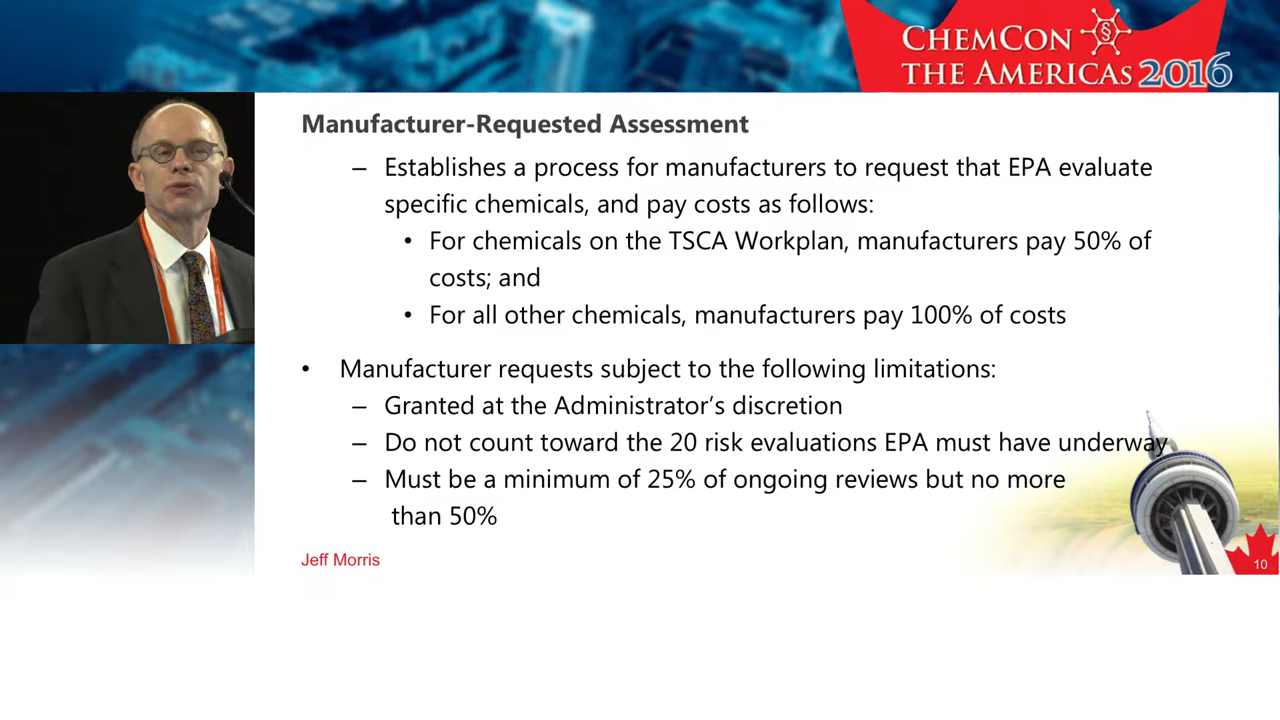 CHEMCON §
THE AMERICAS 2016
Manufacturer-Requested Assessment
– Establishes a process for manufacturers to request that EPA evaluate
specific chemicals, and pay costs as follows:
• For chemicals on the TSCA Workplan, manufacturers pay 50% of
costs; and
• For all other chemicals, manufacturers pay 100% of costs
• Manufacturer requests subject to the following limitations:
– Granted at the Administrator’s discretion
– Do not count toward the 20 risk evaluations EPA must have underway
– Must be a minimum of 25% of ongoing reviews but no more
than 50%
Jeff Morris
10